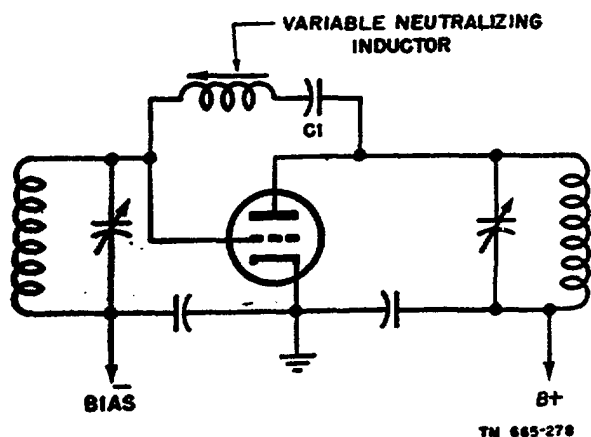 VARIABLE NEUTRALIZING
INDUCTOR
C1
BIAS
B+
TM 665-278